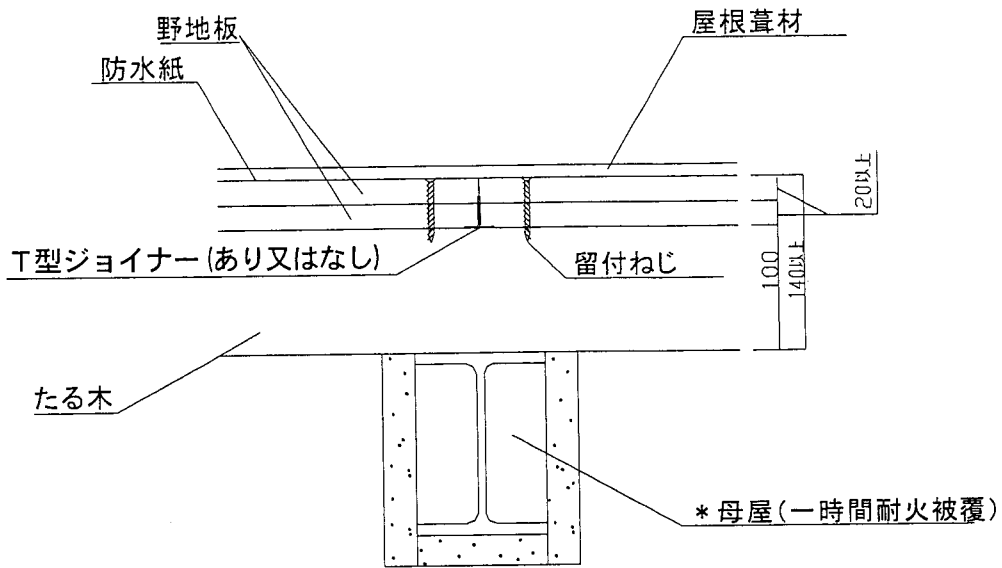 野地板
屋根葺材
防水紙
20以上
T型ジョイナー(あり又はなし)
留付ねじ
100
140以上
たる木
*母屋(一時間耐火被覆)